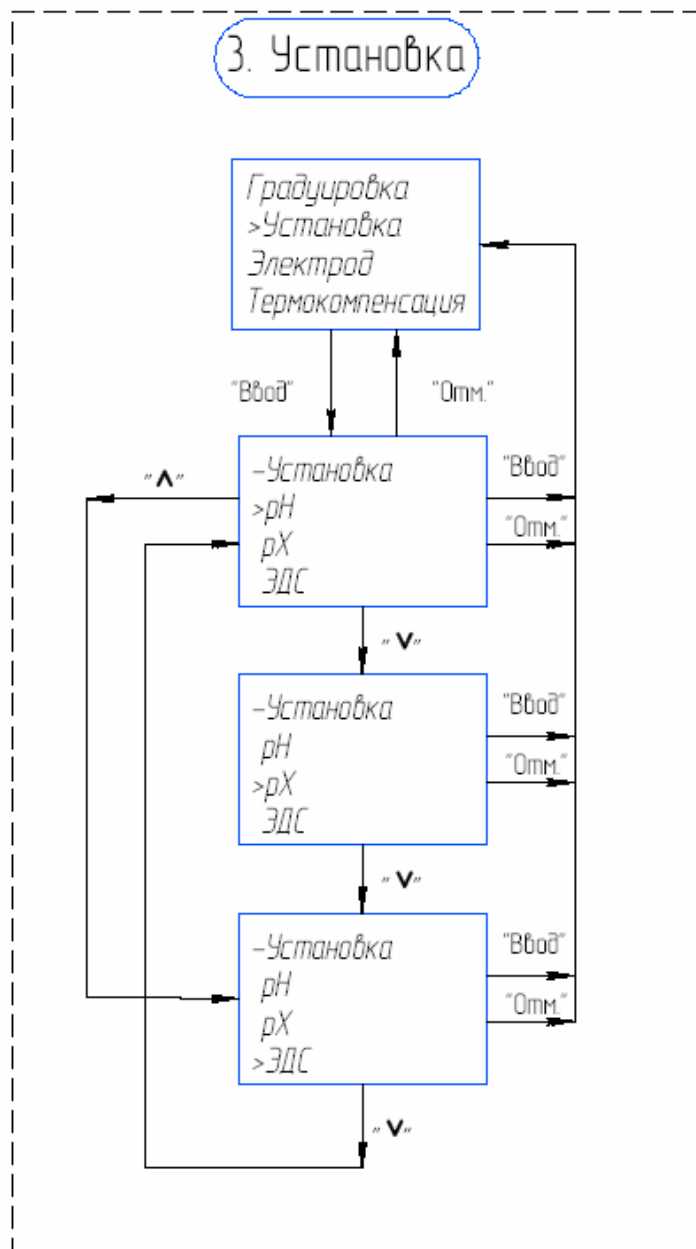 3. Установка
Градуировка
>Установка
Электрод
Термокомпенсация
"Ввод"
"Отм."
–Установка
>pH
pX
ЭДС
"Λ"
"Ввод"
"Отм."
"V"
–Установка
pH
>pX
ЭДС
"Ввод"
"Отм."
"V"
–Установка
pH
pX
>ЭДС
"Ввод"
"Отм."
"V"